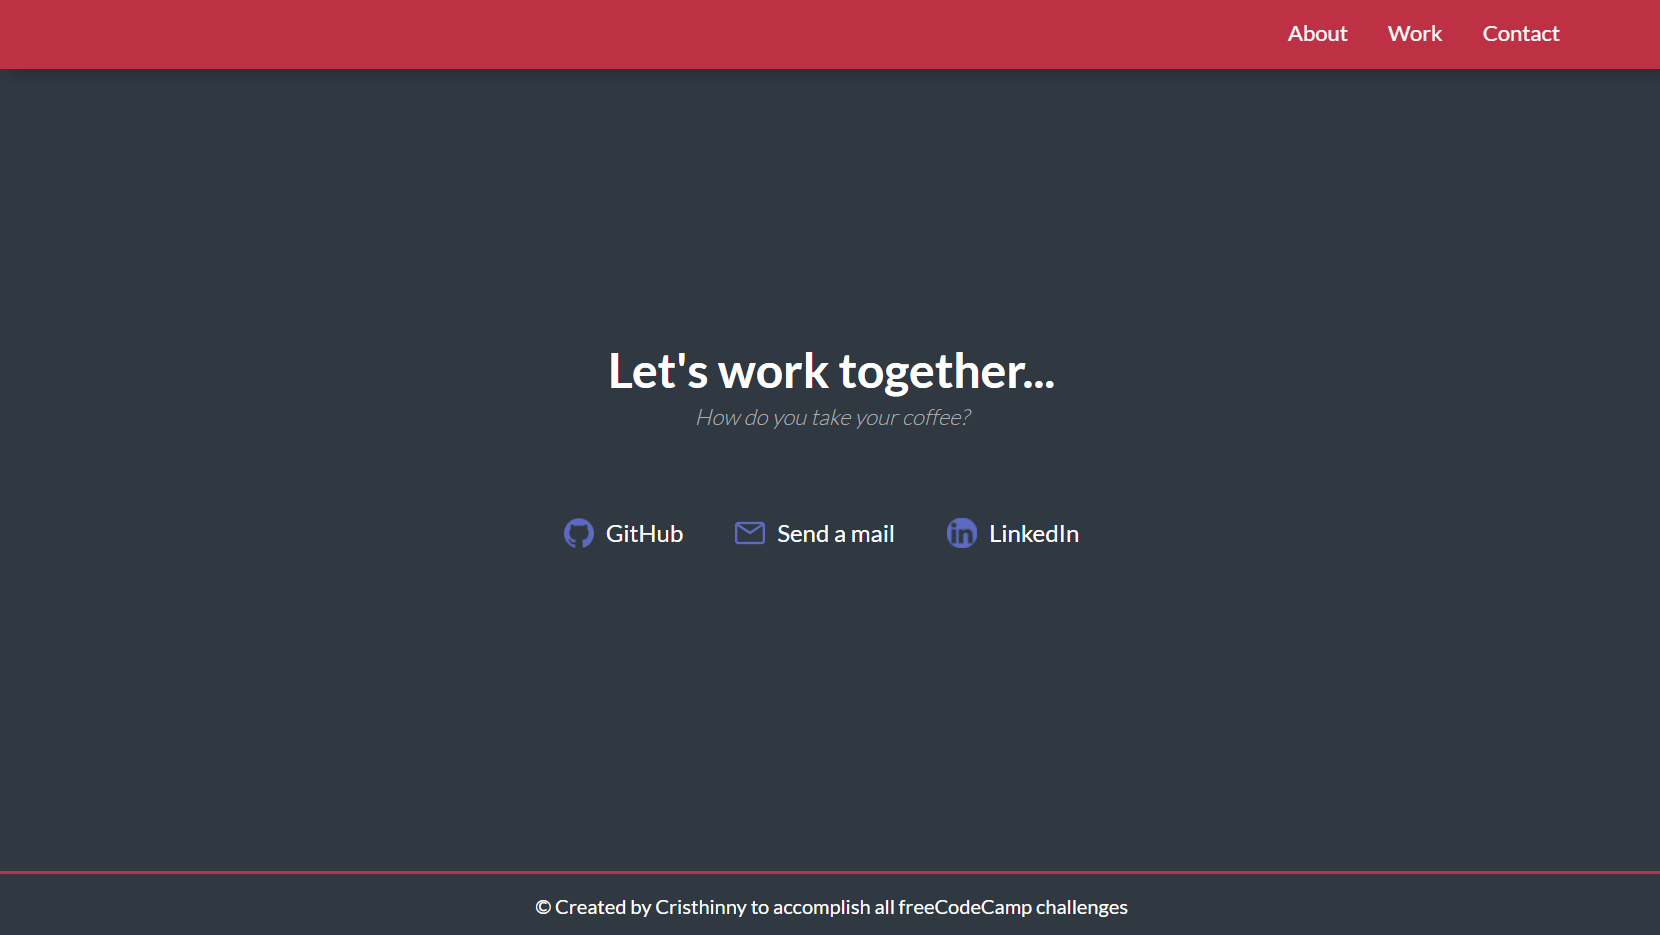 About Work Contact
Let's work together...
How do you take your coffee?
GitHub Send a mail LinkedIn
© Created by Cristhinny to accomplish all freeCodeCamp challenges